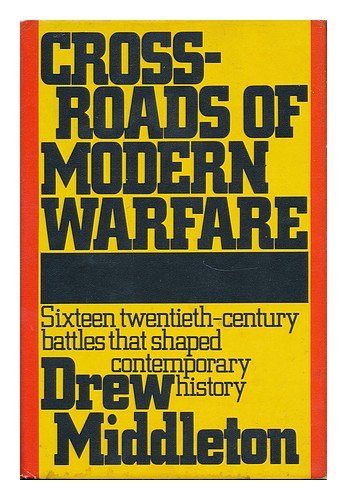 CROSS-
ROADS OF
MODERN
WARFARE
Sixteen twentieth-century
battles that shaped
contemporary
Drew history
Middleton